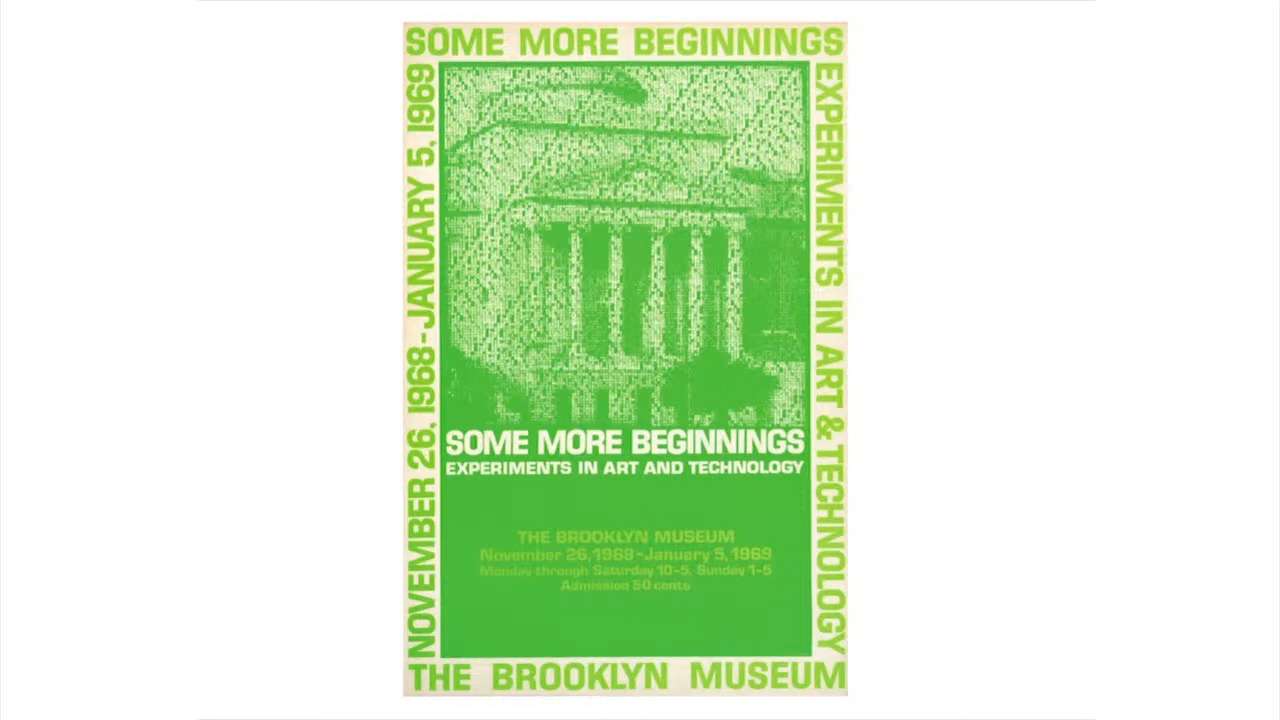 SOME MORE BEGINNINGS
EXPERIMENTS IN ART & TECHNOLOGY
NOVEMBER 26, 1968-JANUARY 5, 1969
SOME MORE BEGINNINGS
EXPERIMENTS IN ART AND TECHNOLOGY
THE BROOKLYN MUSEUM
November 26, 1968-January 5, 1969
Monday through Saturday 10-5, Sunday 1-5
Admission 50 cents
THE BROOKLYN MUSEUM